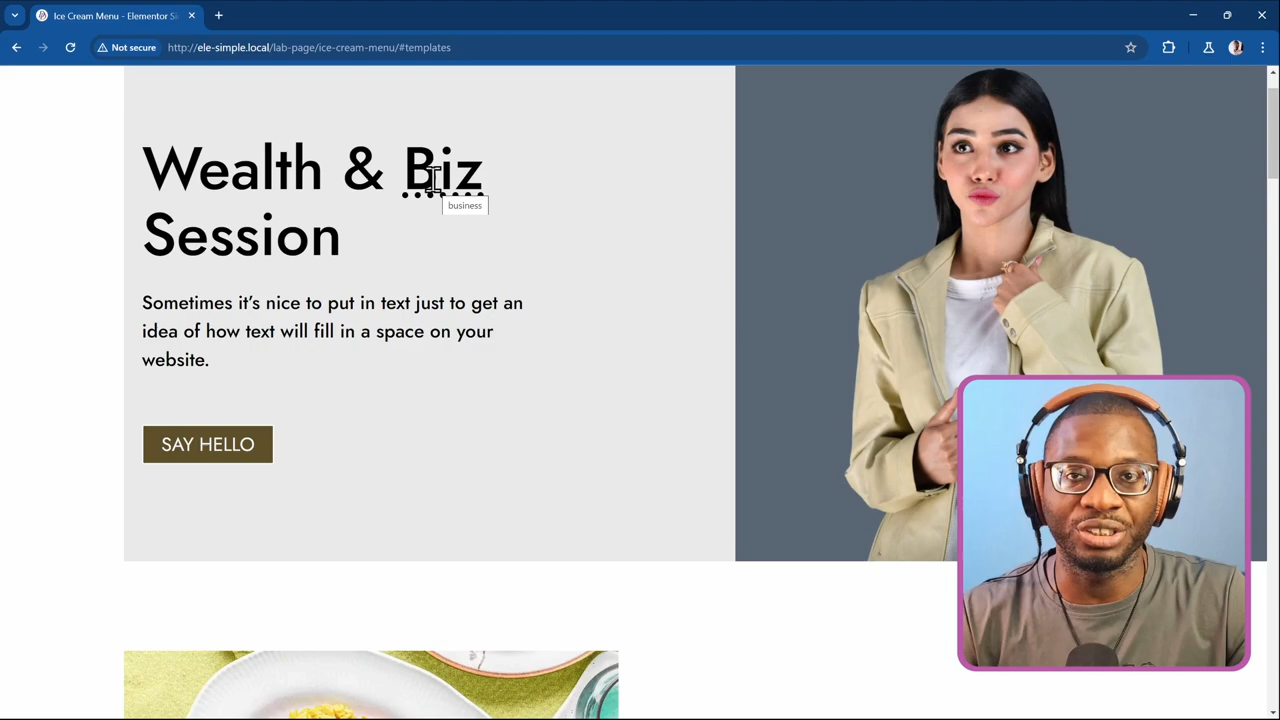 Ice Cream Menu - Elementor
Not secure
http://ele-simple.local/lab-page/ice-cream-menu/#templates
Wealth & Biz
business
Session
Sometimes it’s nice to put in text just to get an
idea of how text will fill in a space on your
website.
SAY HELLO